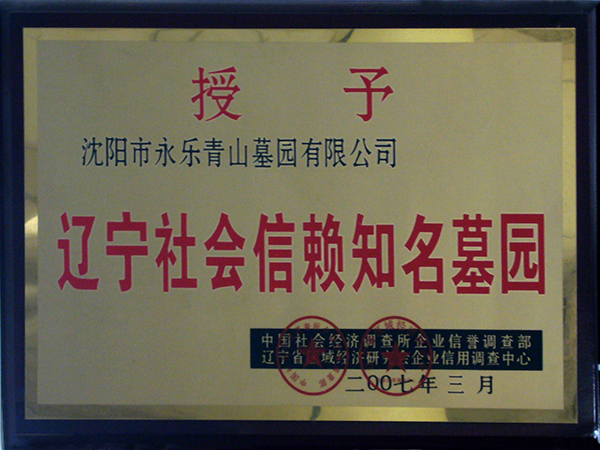 授予
沈阳市永乐青山墓园有限公司
辽宁社会信赖知名墓园
中国社会经济调查所企业信誉调查部
辽宁省 域经济研究会企业信用调查中心
二00七年三月